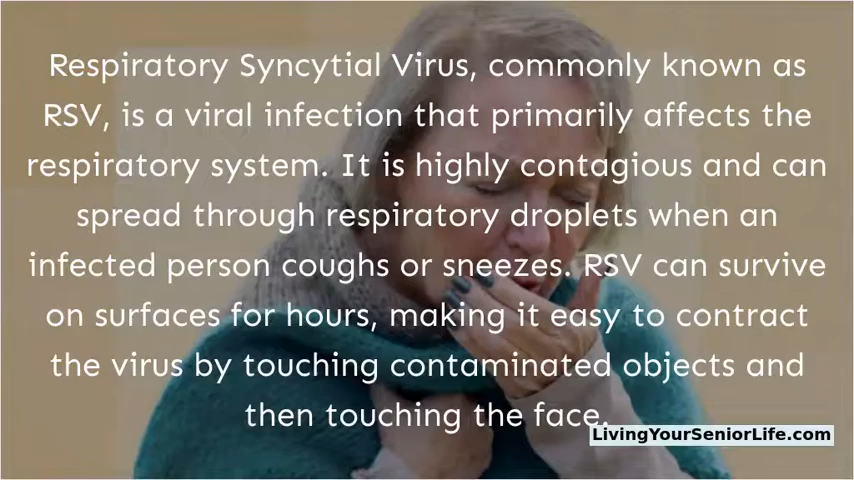 Respiratory Syncytial Virus, commonly known as
RSV, is a viral infection that primarily affects the
respiratory system. It is highly contagious and can
spread through respiratory droplets when an
infected person coughs or sneezes. RSV can survive
on surfaces for hours, making it easy to contract
the virus by touching contaminated objects and
then touching the face.
LivingYourSeniorLife.com